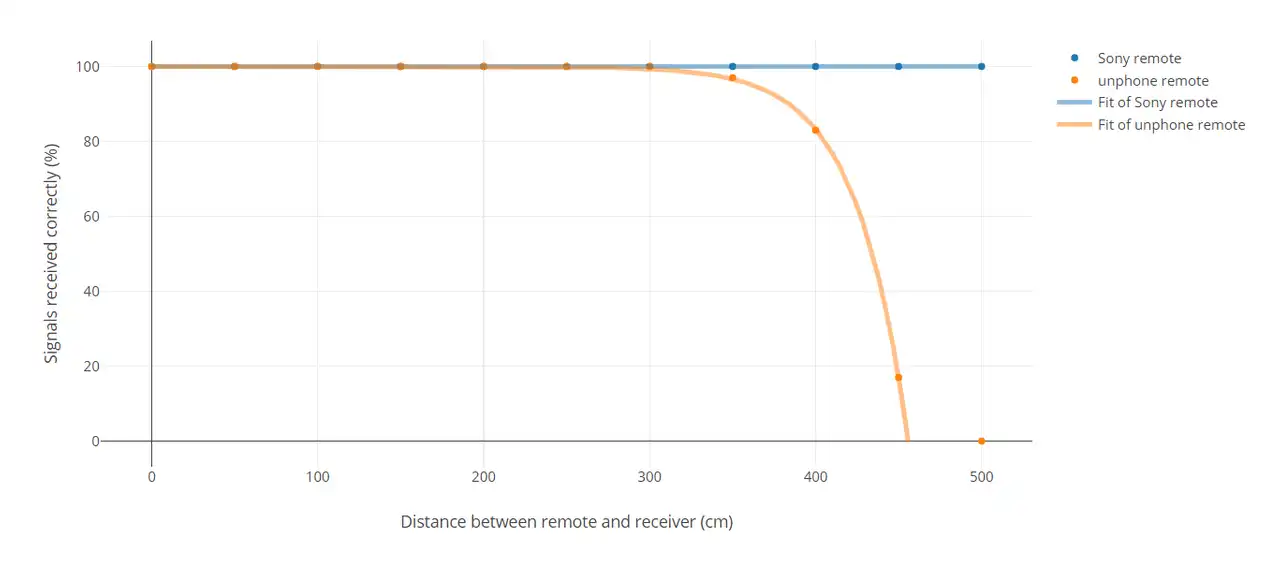 100
80
60
40
20
0
Signals received correctly (%)
0 100 200 300 400 500
Distance between remote and receiver (cm)
Sony remote
unphone remote
Fit of Sony remote
Fit of unphone remote